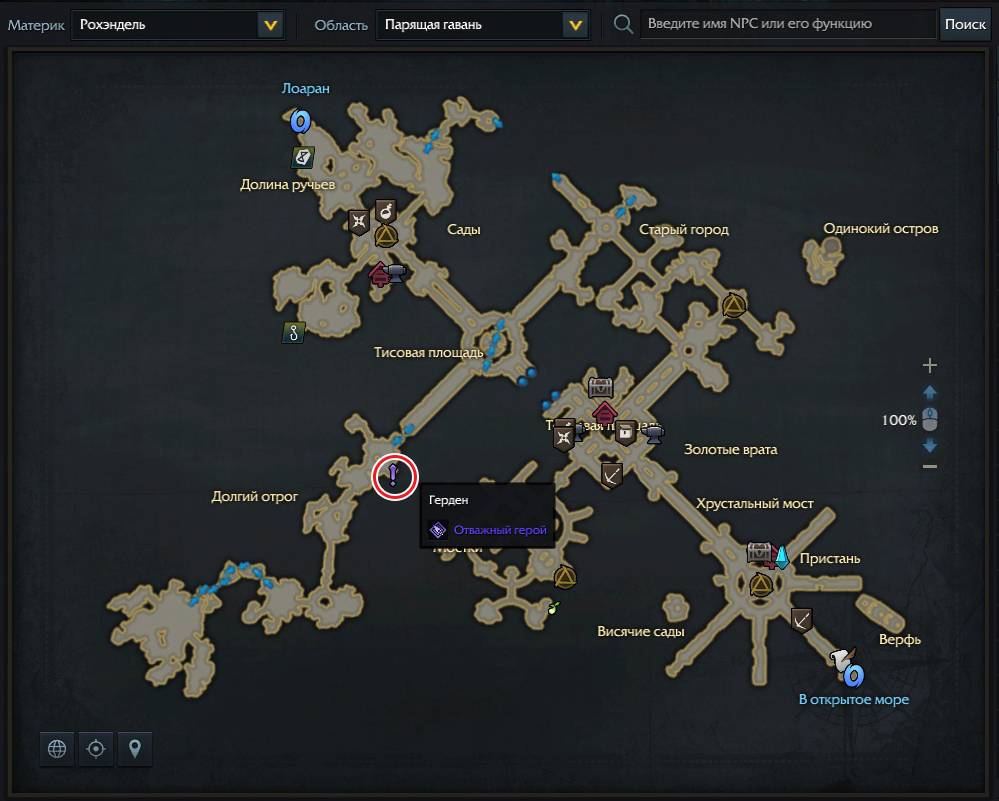 Материк Рохэндель Область Парящая гавань Введите имя NPC или его функцию Поиск
Лоаран
Долина ручьев
Сады
Старый город
Одинокий остров
Тисовая площадь
100%
Золотые врата
Долгий отрог
Герден
Отважный герой
Хрустальный мост
Мостки
Пристань
Висячие сады
Верфь
В открытое море